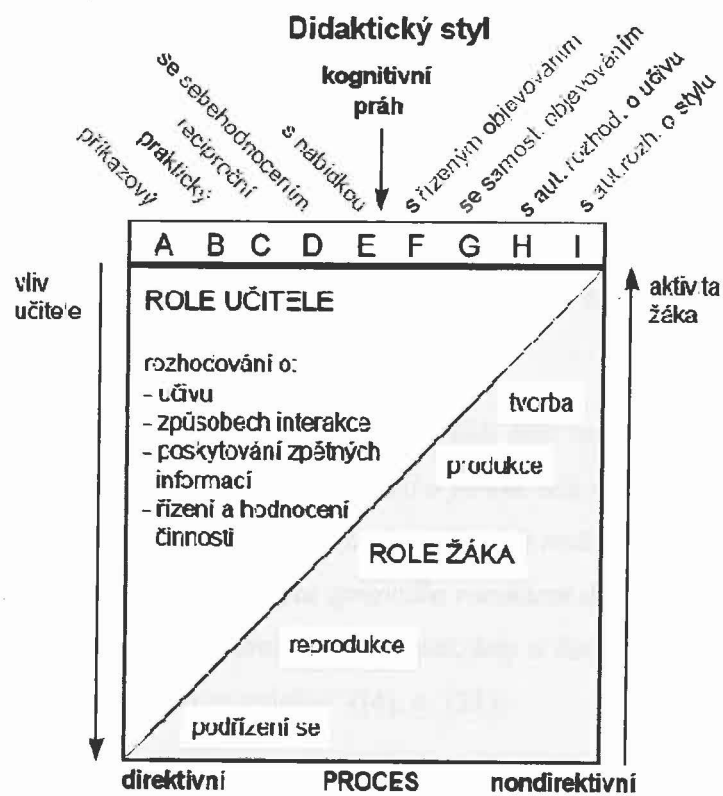 Didaktický styl
kognitivní
práh
příkazový
praktický
reciproční
se sebehodnocením
s nabídkou
s řízeným objevováním
se samost. objevováním
s aut. rozhod. o učivu
s aut.rozh. o stylu
A B C D E F G H I
vliv
učitele
aktivita
žáka
ROLE UČITELE
rozhodování o:
- učivu
- způsobech interakce
- poskytování zpětných
informací
- řízení a hodnocení
činnosti
tvorba
produkce
ROLE ŽÁKA
reprodukce
podřízení se
direktivní PROCES nondirektivní